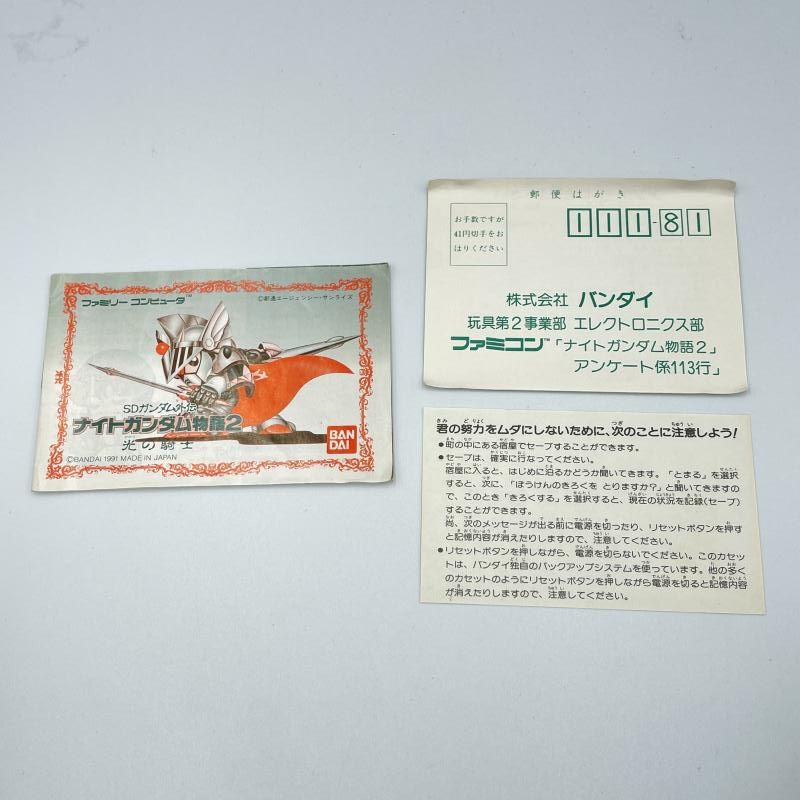 ファミリー コンピュータ™
©創通エージェンシー・サンライズ
SDガンダム外伝
ナイトガンダム物語2
光の騎士
BAN
DAI
©BANDAI 1991 MADE IN JAPAN
郵便はがき
お手数ですが
41円切手をお
はりください
111-81
株式会社 バンダイ
玩具第2事業部 エレクトロニクス部
ファミコン™「ナイトガンダム物語2」
アンケート係113行」
君の努力をムダにしないために、次のことに注意しよう!
●町の中にある宿屋でセーブすることができます。
●セーブは、確実に行なってください。
宿屋に入ると、はじめに泊るかどうか聞いてきます。「とまる」を選択
すると、次に、「ぼうけんのきろくを とりますか?」と聞いてきますの
で、このとき「きろくする」を選択すると、現在の状況を記録(セーブ)
することができます。
尚、次のメッセージが出る前に電源を切ったり、リセットボタンを押す
と記憶内容が消えたりしますので、注意してください。
●リセットボタンを押しながら、電源を切らないでください。このカセッ
トは、バンダイ独自のバックアップシステムを使っています。他の多く
のカセットのようにリセットボタンを押しながら電源を切ると記憶内容
が消えたりしますので、注意してください。